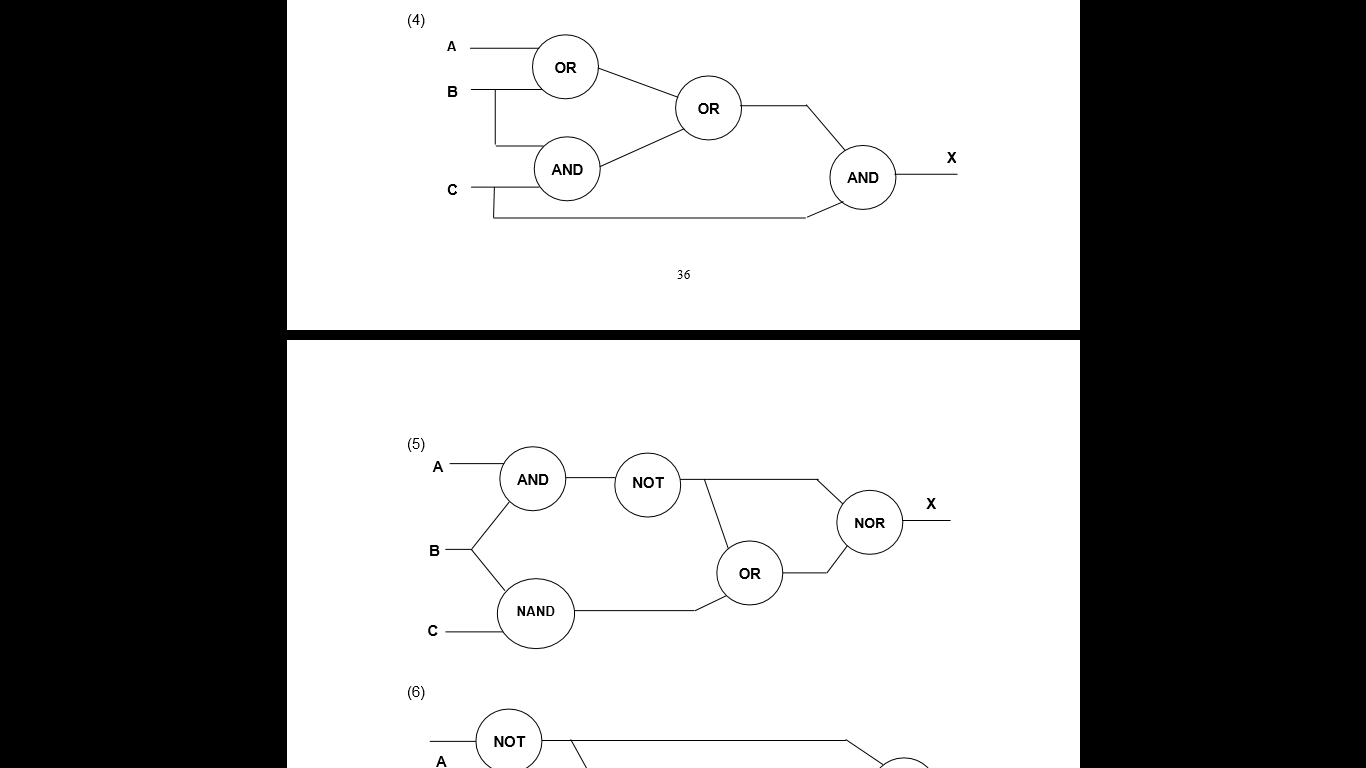 (4)
A
OR
B
OR
AND
X
AND
C
36
(5)
A
AND
NOT
X
NOR
B
OR
NAND
C
(6)
NOT
A